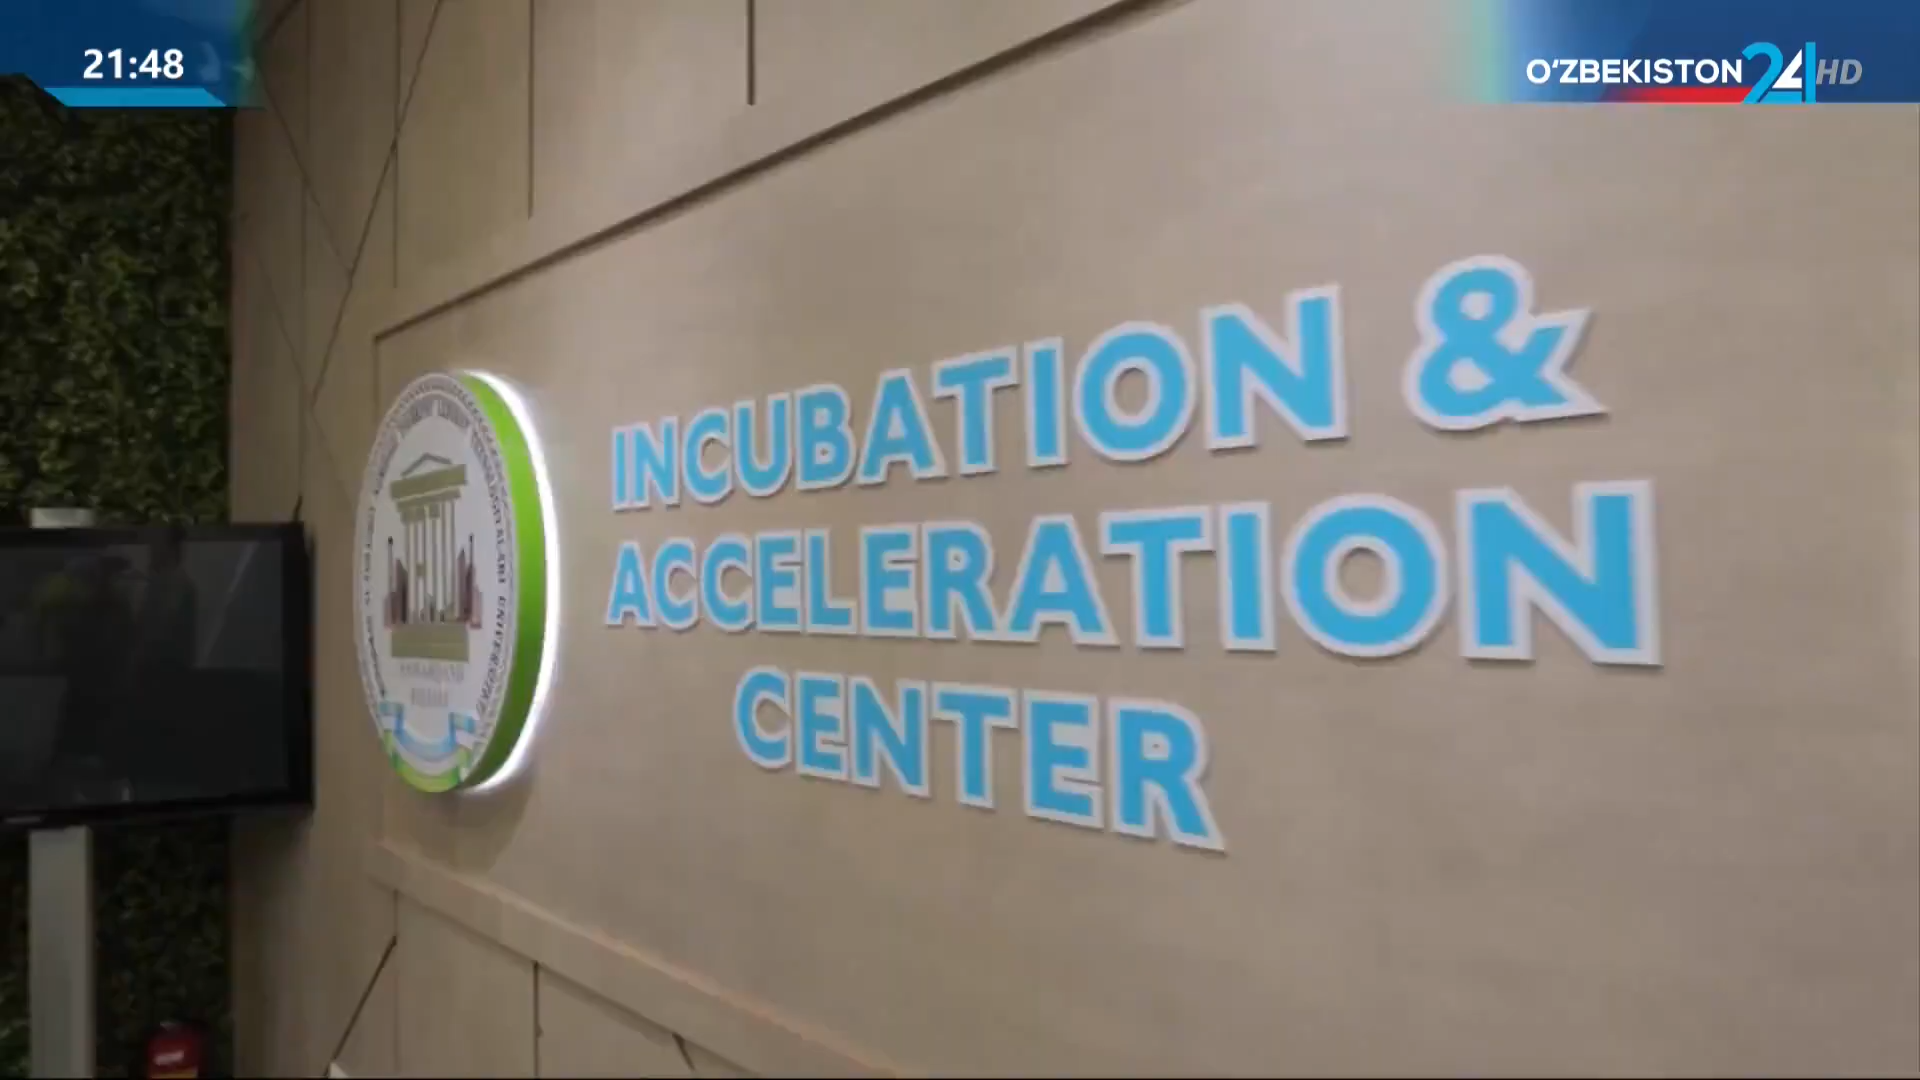 21:48
O‘ZBEKISTON 24 HD
INCUBATION &
ACCELERATION
CENTER